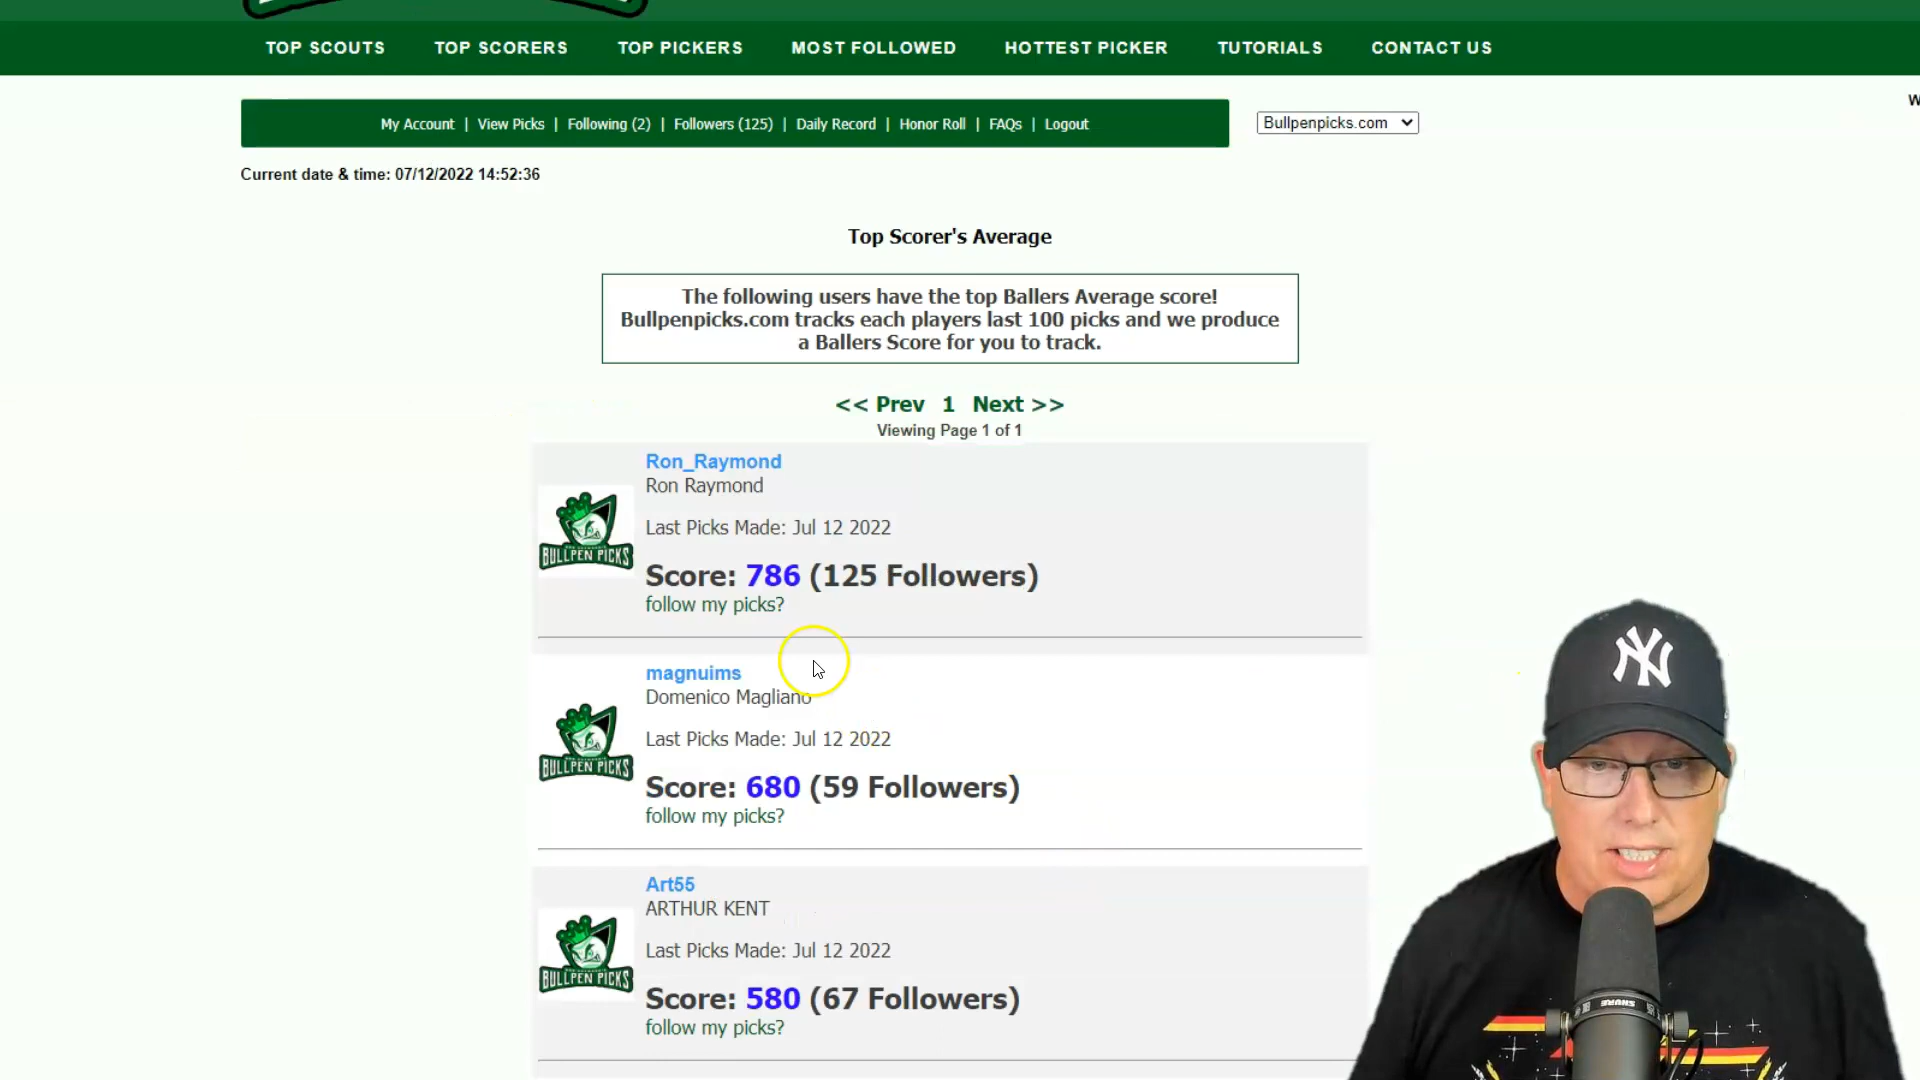 TOP SCOUTS TOP SCORERS TOP PICKERS MOST FOLLOWED HOTTEST PICKER TUTORIALS CONTACT US
My Account | View Picks | Following (2) | Followers (125) | Daily Record | Honor Roll | FAQs | Logout
Bullpenpicks.com
W
Current date & time: 07/12/2022 14:52:36
Top Scorer's Average
The following users have the top Ballers Average score!
Bullpenpicks.com tracks each players last 100 picks and we produce
a Ballers Score for you to track.
<< Prev 1 Next >>
Viewing Page 1 of 1
Ron_Raymond
Ron Raymond
Last Picks Made: Jul 12 2022
BULLPEN PICKS
Score: 786 (125 Followers)
follow my picks?
magnuims
Domenico Magliano
Last Picks Made: Jul 12 2022
BULLPEN PICKS
Score: 680 (59 Followers)
follow my picks?
Art55
ARTHUR KENT
Last Picks Made: Jul 12 2022
BULLPEN PICKS
Score: 580 (67 Followers)
follow my picks?
NY
SHURE